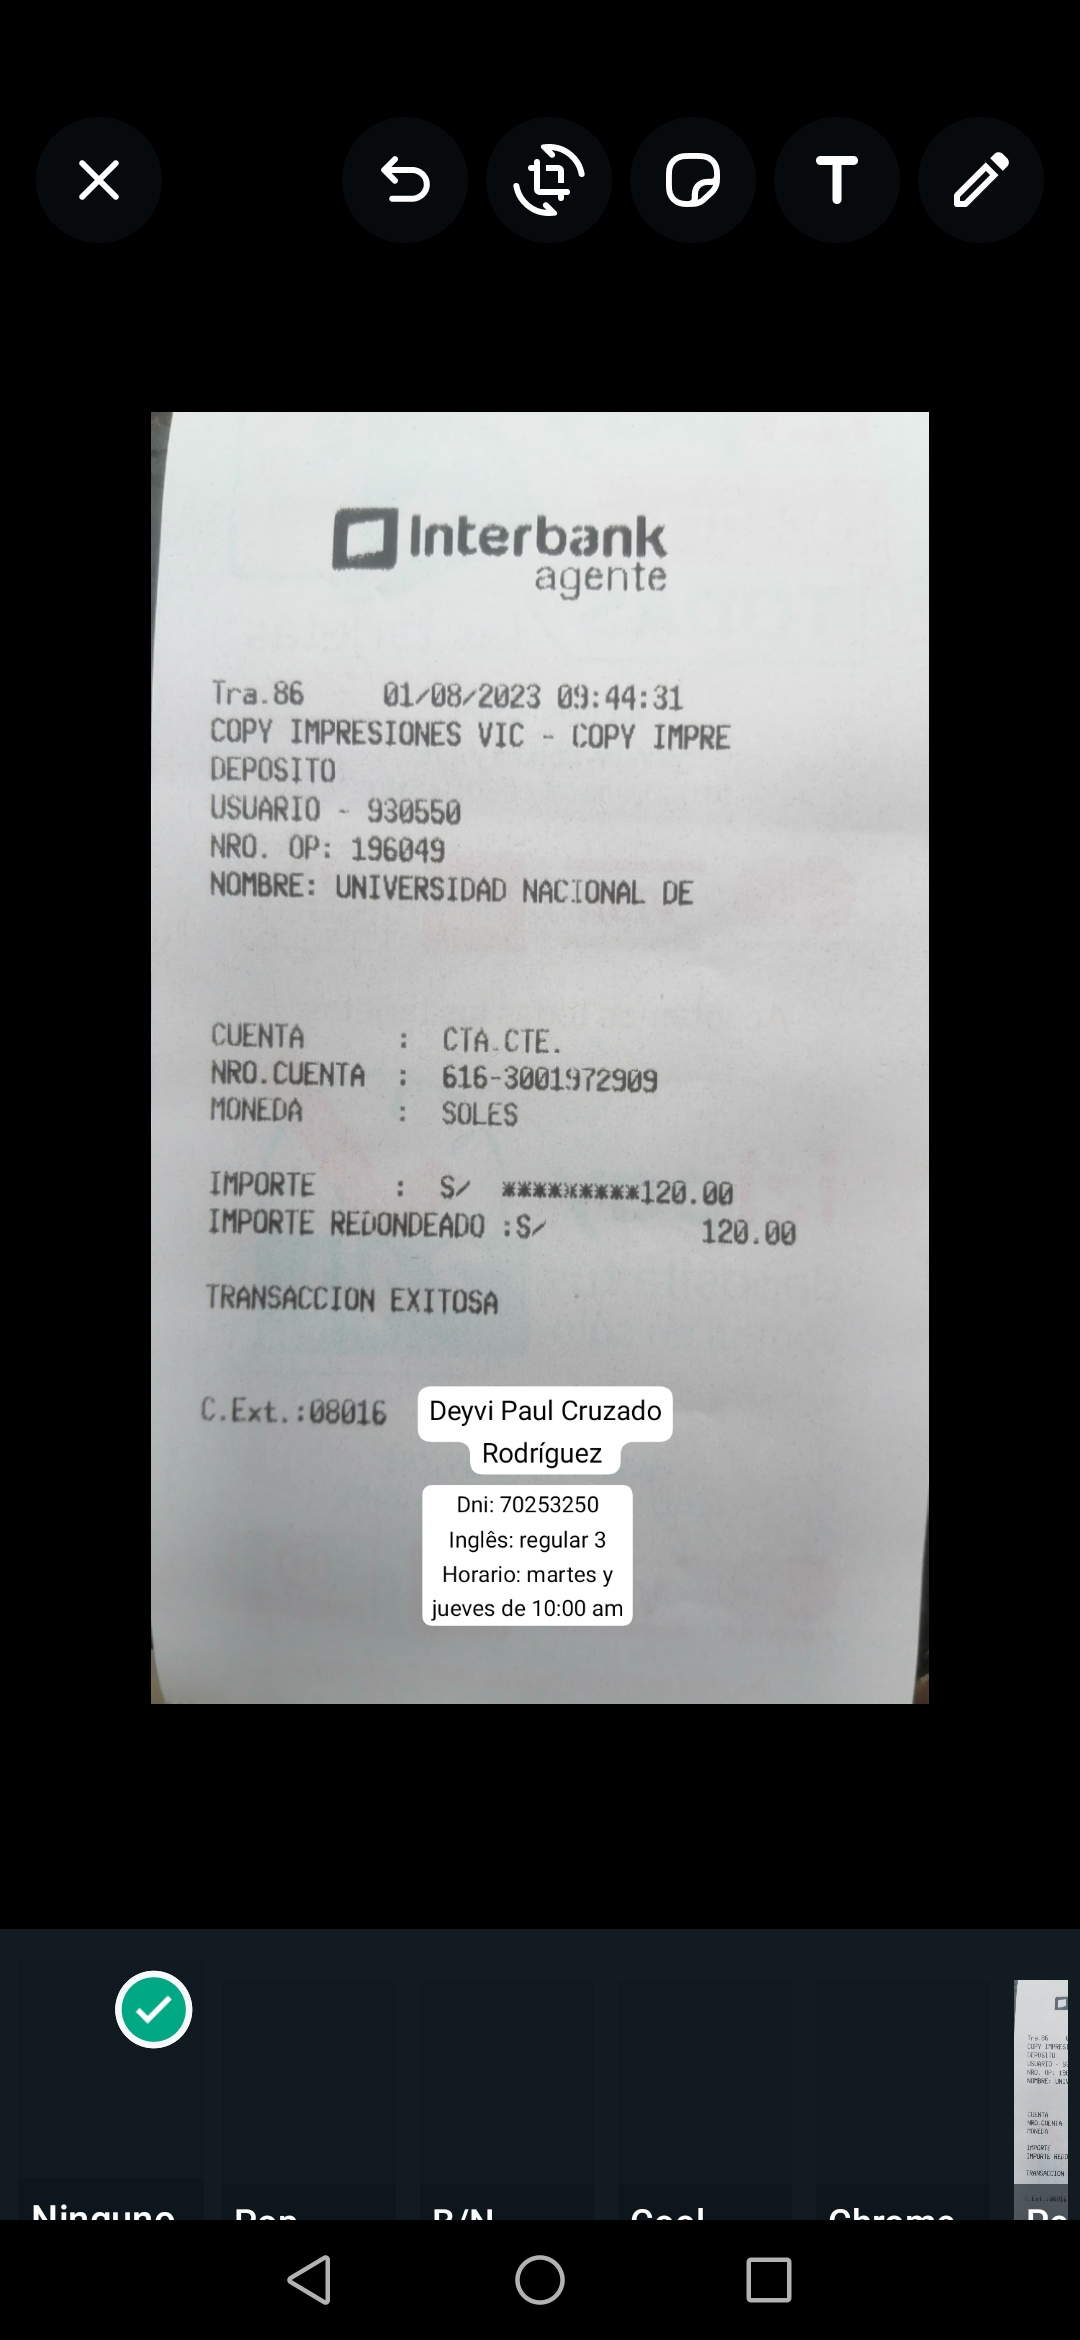 T
Interbank
agente
Tra.86 01/08/2023 09:44:31
COPY IMPRESIONES VIC - COPY IMPRE
DEPOSITO
USUARIO - 930550
NRO. OP: 196049
NOMBRE: UNIVERSIDAD NACIONAL DE
CUENTA : CTA.CTE.
NRO.CUENTA : 616-3001972909
MONEDA : SOLES
IMPORTE : S/ *********120.00
IMPORTE REDONDEADO :S/ 120.00
TRANSACCION EXITOSA
C.Ext.:08016
Deyvi Paul Cruzado
Rodríguez
Dni: 70253250
Inglês: regular 3
Horario: martes y
jueves de 10:00 am
Ninguno Pop B/N Cool Chrome